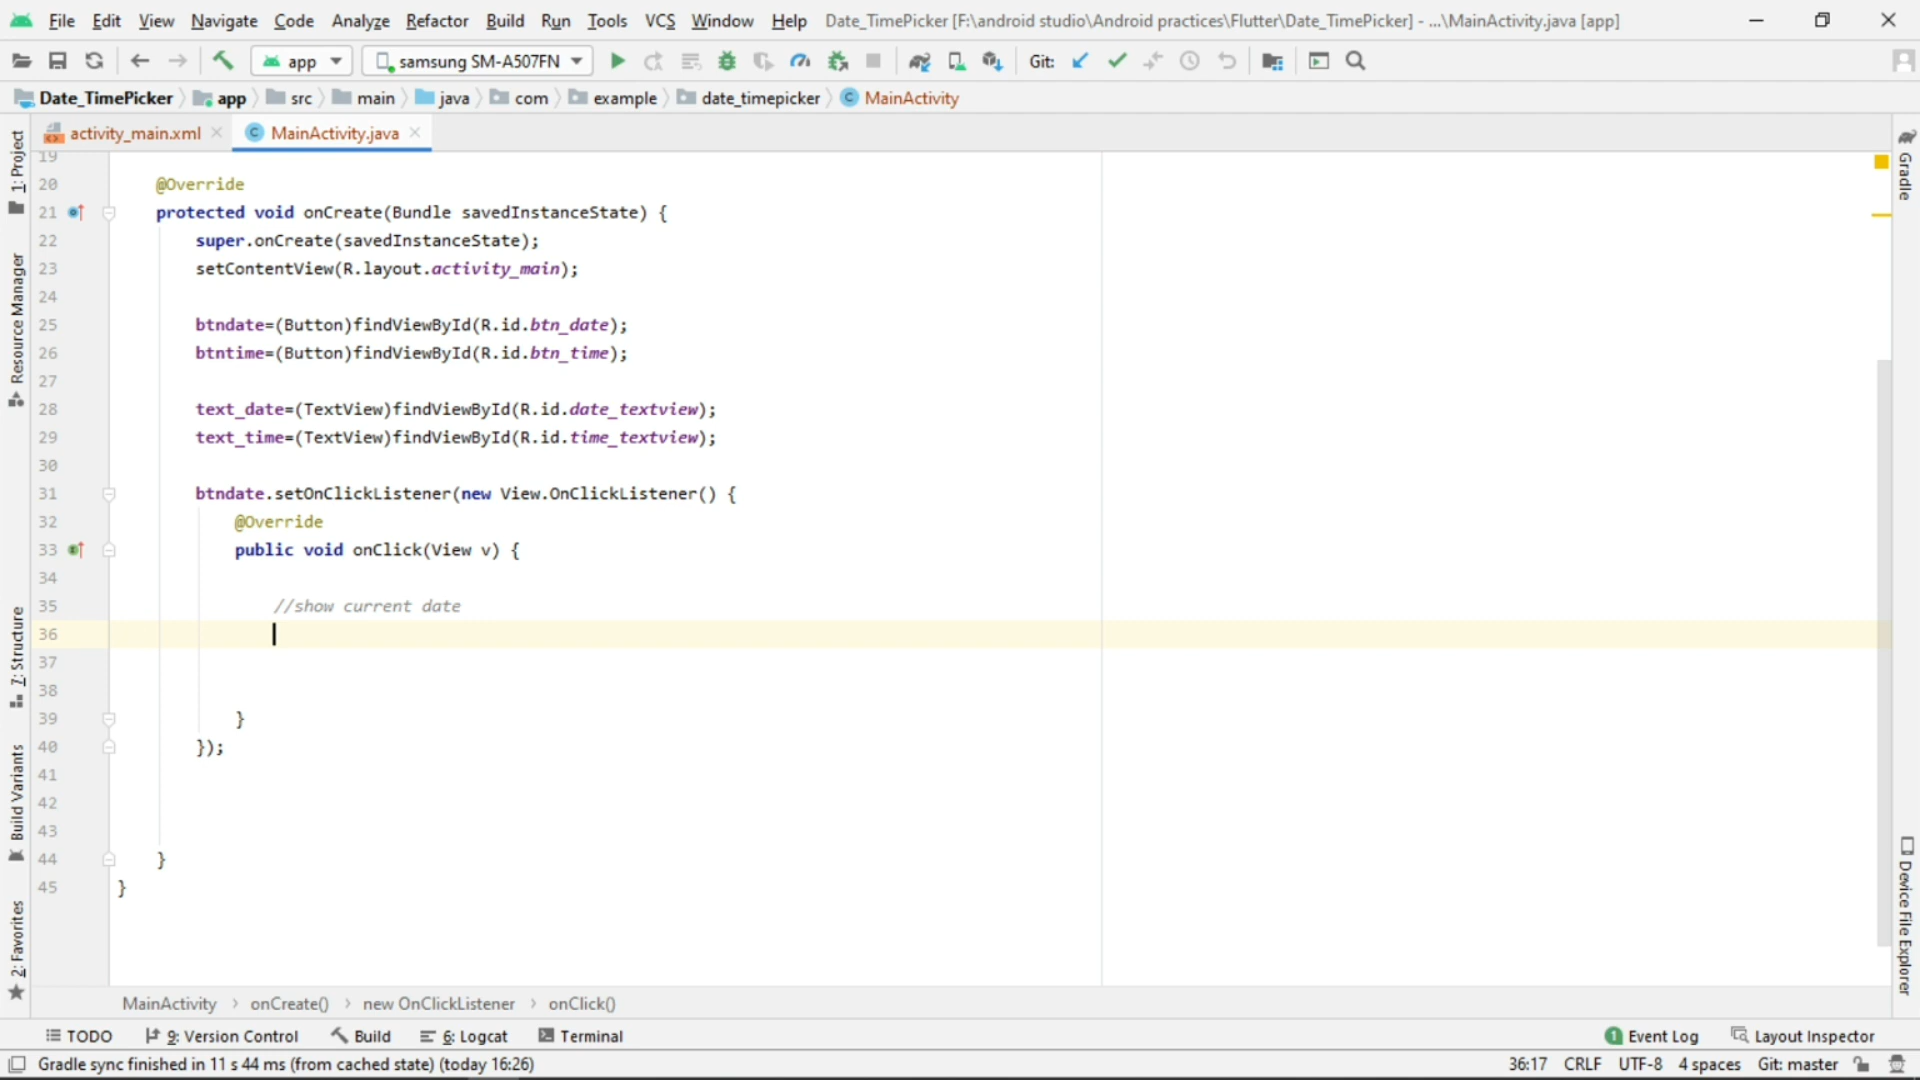 File Edit View Navigate Code Analyze Refactor Build Run Tools VCS Window Help Date_TimePicker [F:\android studio\Android practices\Flutter\Date_TimePicker] - ...\MainActivity.java [app]
app samsung SM-A507FN Git:
Date_TimePicker app src main java com example date_timepicker MainActivity
activity_main.xml MainActivity.java
1: Project
Resource Manager
7: Structure
Build Variants
2: Favorites
Gradle
Device File Explorer
19
20 @Override
21 protected void onCreate(Bundle savedInstanceState) {
22 super.onCreate(savedInstanceState);
23 setContentView(R.layout.activity_main);
24
25 btndate=(Button)findViewById(R.id.btn_date);
26 btntime=(Button)findViewById(R.id.btn_time);
27
28 text_date=(TextView)findViewById(R.id.date_textview);
29 text_time=(TextView)findViewById(R.id.time_textview);
30
31 btndate.setOnClickListener(new View.OnClickListener() {
32 @Override
33 public void onClick(View v) {
34
35 //show current date
36
37
38
39 }
40 });
41
42
43
44 }
45 }
MainActivity › onCreate() › new OnClickListener › onClick()
TODO 9: Version Control Build 6: Logcat Terminal 1 Event Log Layout Inspector
Gradle sync finished in 11 s 44 ms (from cached state) (today 16:26) 36:17 CRLF UTF-8 4 spaces Git: master